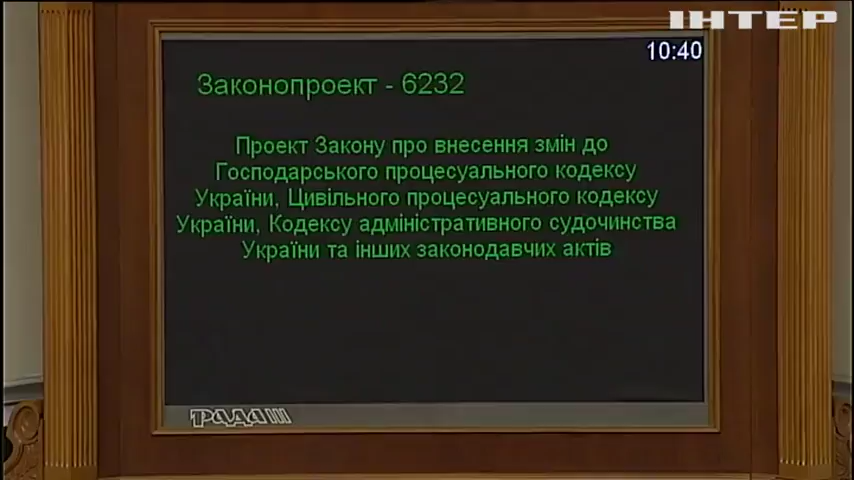 ІНТЕР
10:40
Законопроект - 6232
Проект Закону про внесення змін до
Господарського процесуального кодексу
України, Цивільного процесуального кодексу
України, Кодексу адміністративного судочинства
України та інших законодавчих актів
РАДА III